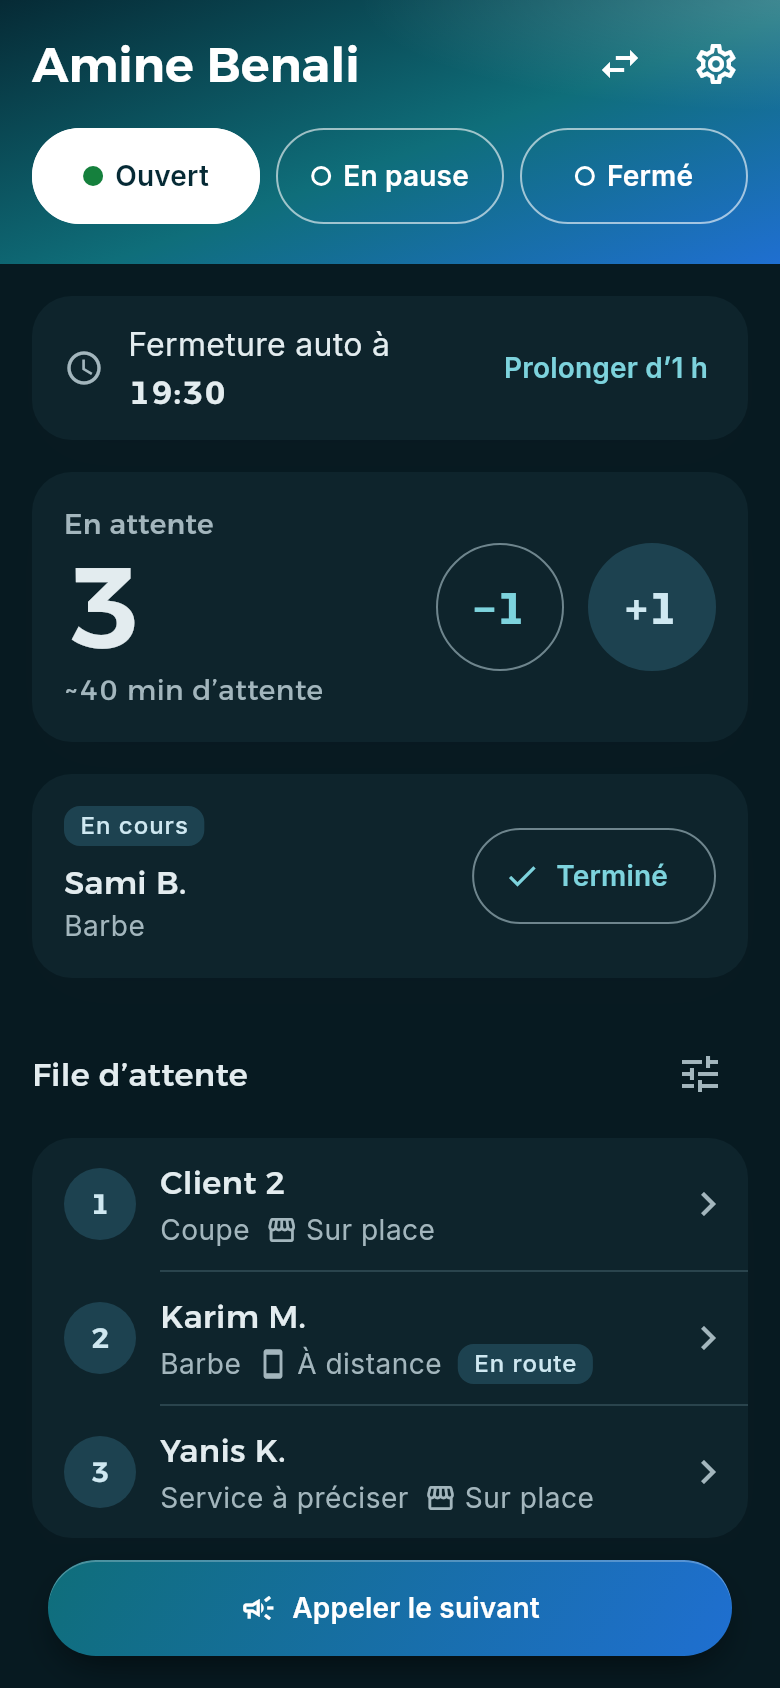 Amine Benali
Ouvert
En pause
Fermé
Fermeture auto à
19:30
Prolonger d’1 h
En attente
3
~40 min d’attente
−1
+1
En cours
Sami B.
Barbe
Terminé
File d’attente
1
Client 2
Coupe Sur place
2
Karim M.
Barbe À distance En route
3
Yanis K.
Service à préciser Sur place
Appeler le suivant